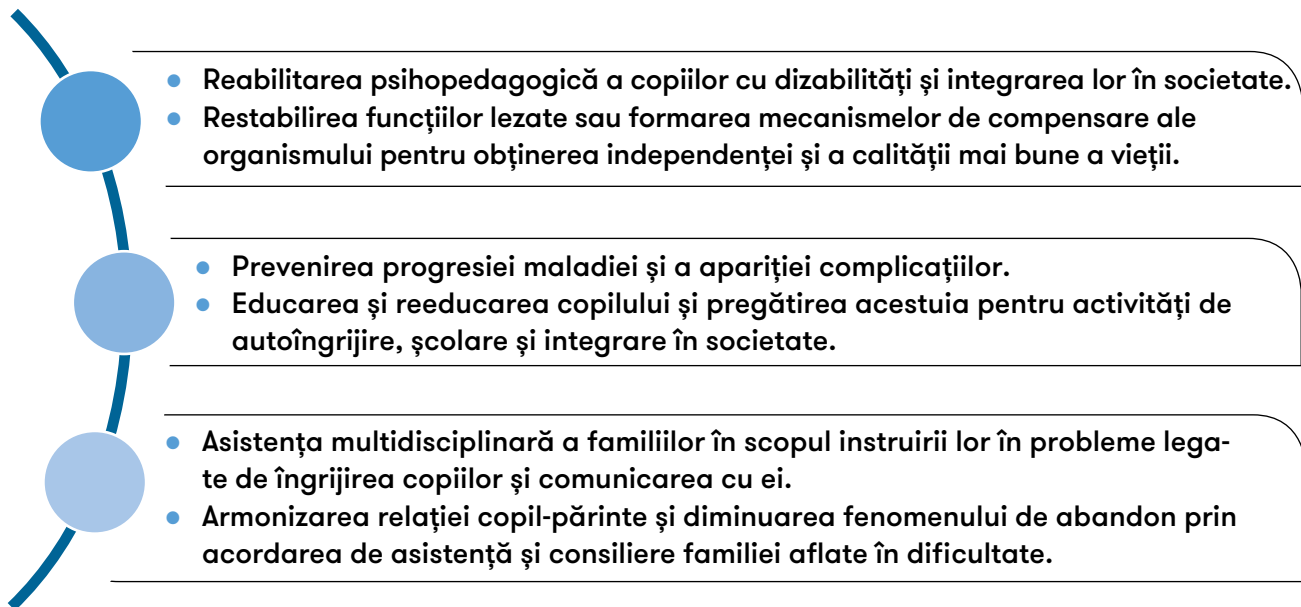 • Reabilitarea psihopedagogică a copiilor cu dizabilități și integrarea lor în societate.
• Restabilirea funcțiilor lezate sau formarea mecanismelor de compensare ale
organismului pentru obținerea independenței și a calității mai bune a vieții.
• Prevenirea progresiei maladiei și a apariției complicațiilor.
• Educarea și reeducarea copilului și pregătirea acestuia pentru activități de
autoîngrijire, școlare și integrare în societate.
• Asistența multidisciplinară a familiilor în scopul instruirii lor în probleme lega-
te de îngrijirea copiilor și comunicarea cu ei.
• Armonizarea relației copil-părinte și diminuarea fenomenului de abandon prin
acordarea de asistență și consiliere familiei aflate în dificultate.